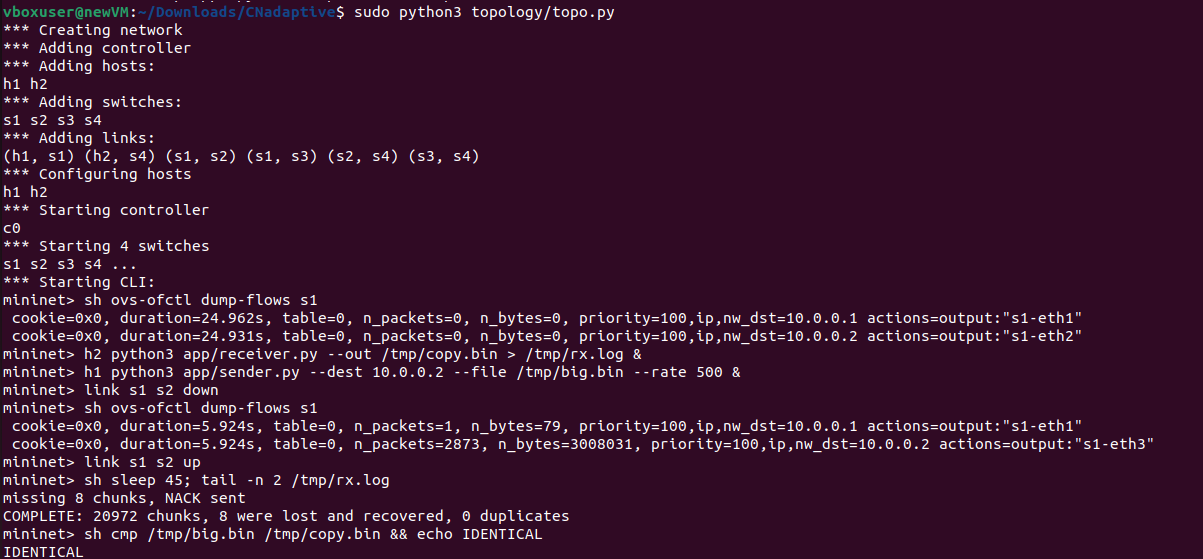 vboxuser@newVM:~/Downloads/CNadaptive$ sudo python3 topology/topo.py
*** Creating network
*** Adding controller
*** Adding hosts:
h1 h2
*** Adding switches:
s1 s2 s3 s4
*** Adding links:
(h1, s1) (h2, s4) (s1, s2) (s1, s3) (s2, s4) (s3, s4)
*** Configuring hosts
h1 h2
*** Starting controller
c0
*** Starting 4 switches
s1 s2 s3 s4 ...
*** Starting CLI:
mininet> sh ovs-ofctl dump-flows s1
 cookie=0x0, duration=24.962s, table=0, n_packets=0, n_bytes=0, priority=100,ip,nw_dst=10.0.0.1 actions=output:"s1-eth1"
 cookie=0x0, duration=24.931s, table=0, n_packets=0, n_bytes=0, priority=100,ip,nw_dst=10.0.0.2 actions=output:"s1-eth2"
mininet> h2 python3 app/receiver.py --out /tmp/copy.bin > /tmp/rx.log &
mininet> h1 python3 app/sender.py --dest 10.0.0.2 --file /tmp/big.bin --rate 500 &
mininet> link s1 s2 down
mininet> sh ovs-ofctl dump-flows s1
 cookie=0x0, duration=5.924s, table=0, n_packets=1, n_bytes=79, priority=100,ip,nw_dst=10.0.0.1 actions=output:"s1-eth1"
 cookie=0x0, duration=5.924s, table=0, n_packets=2873, n_bytes=3008031, priority=100,ip,nw_dst=10.0.0.2 actions=output:"s1-eth3"
mininet> link s1 s2 up
mininet> sh sleep 45; tail -n 2 /tmp/rx.log
missing 8 chunks, NACK sent
COMPLETE: 20972 chunks, 8 were lost and recovered, 0 duplicates
mininet> sh cmp /tmp/big.bin /tmp/copy.bin && echo IDENTICAL
IDENTICAL